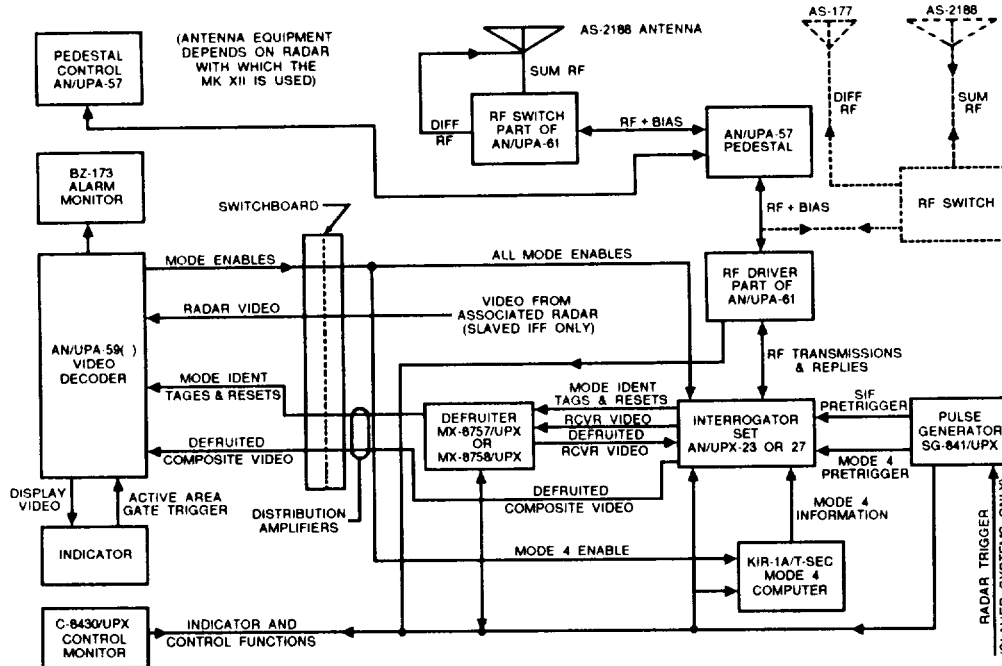 AS-177
AS-2188
PEDESTAL
CONTROL
AN/UPA-57
(ANTENNA EQUIPMENT
DEPENDS ON RADAR
WITH WHICH THE
MK XII IS USED)
AS-2188 ANTENNA
SUM RF
DIFF
RF
RF SWITCH
PART OF
AN/UPA-61
RF + BIAS
AN/UPA-57
PEDESTAL
DIFF
RF
SUM
RF
RF SWITCH
BZ-173
ALARM
MONITOR
SWITCHBOARD
RF + BIAS
RF DRIVER
PART OF
AN/UPA-61
MODE ENABLES
ALL MODE ENABLES
RADAR VIDEO
VIDEO FROM
ASSOCIATED RADAR
(SLAVED IFF ONLY)
AN/UPA-59( )
VIDEO
DECODER
RF TRANSMISSIONS
& REPLIES
MODE IDENT
TAGES & RESETS
MODE IDENT
TAGS & RESETS
RCVR VIDEO
DEFRUITED
RCVR VIDEO
DEFRUITER
MX-8757/UPX
OR
MX-8758/UPX
INTERROGATOR
SET
AN/UPX-23 OR 27
SIF
PRETRIGGER
MODE 4
PRETRIGGER
PULSE
GENERATOR
SG-841/UPX
DEFRUITED
COMPOSITE VIDEO
DEFRUITED
COMPOSITE VIDEO
DISPLAY
VIDEO
ACTIVE AREA
GATE TRIGGER
DISTRIBUTION
AMPLIFIERS
MODE 4
INFORMATION
INDICATOR
MODE 4 ENABLE
KIR-1A/T-SEC
MODE 4
COMPUTER
RADAR TRIGGER
(SLAVED SYSTEMS ONLY)
C-8430/UPX
CONTROL
MONITOR
INDICATOR AND
CONTROL FUNCTIONS